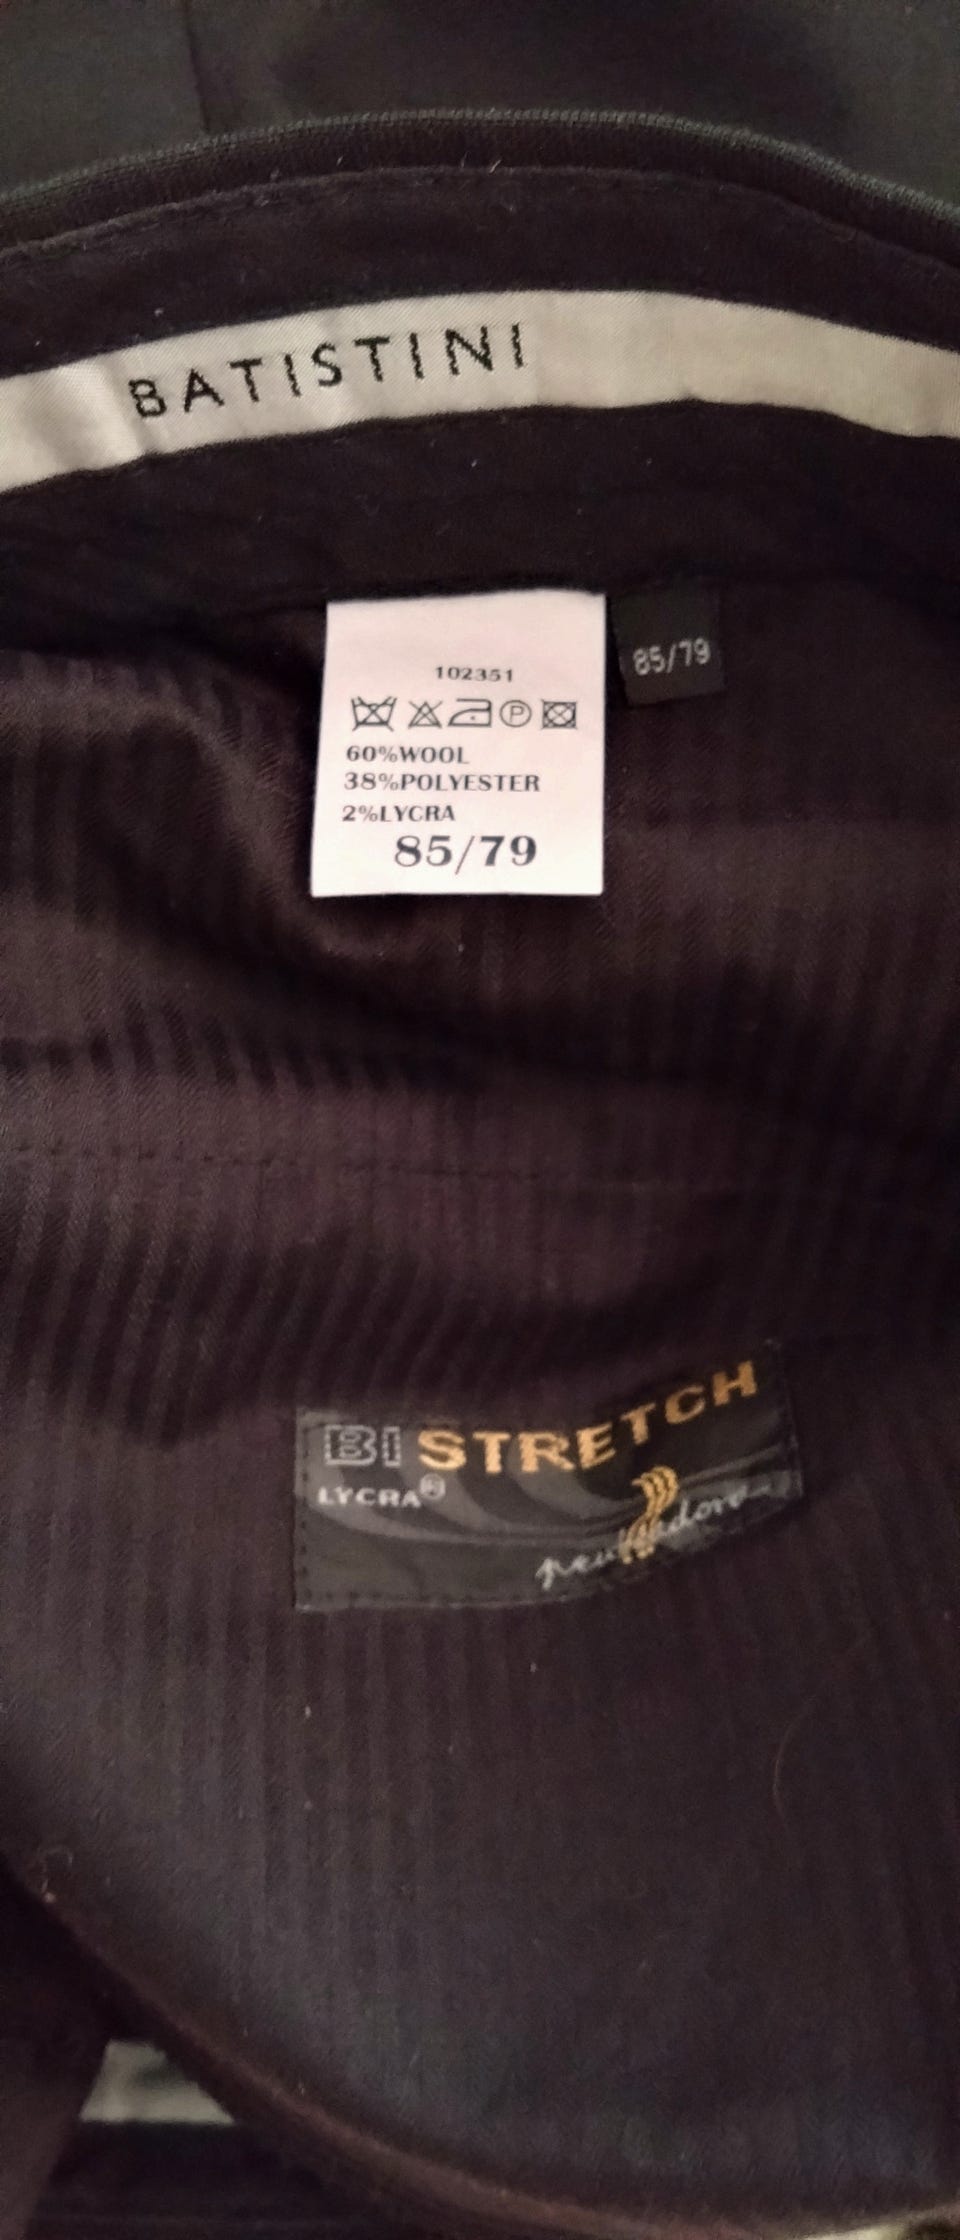 BATISTINI
102351
85/79
P
60%WOOL
38%POLYESTER
2%LYCRA
85/79
BI STRETCH
LYCRA®